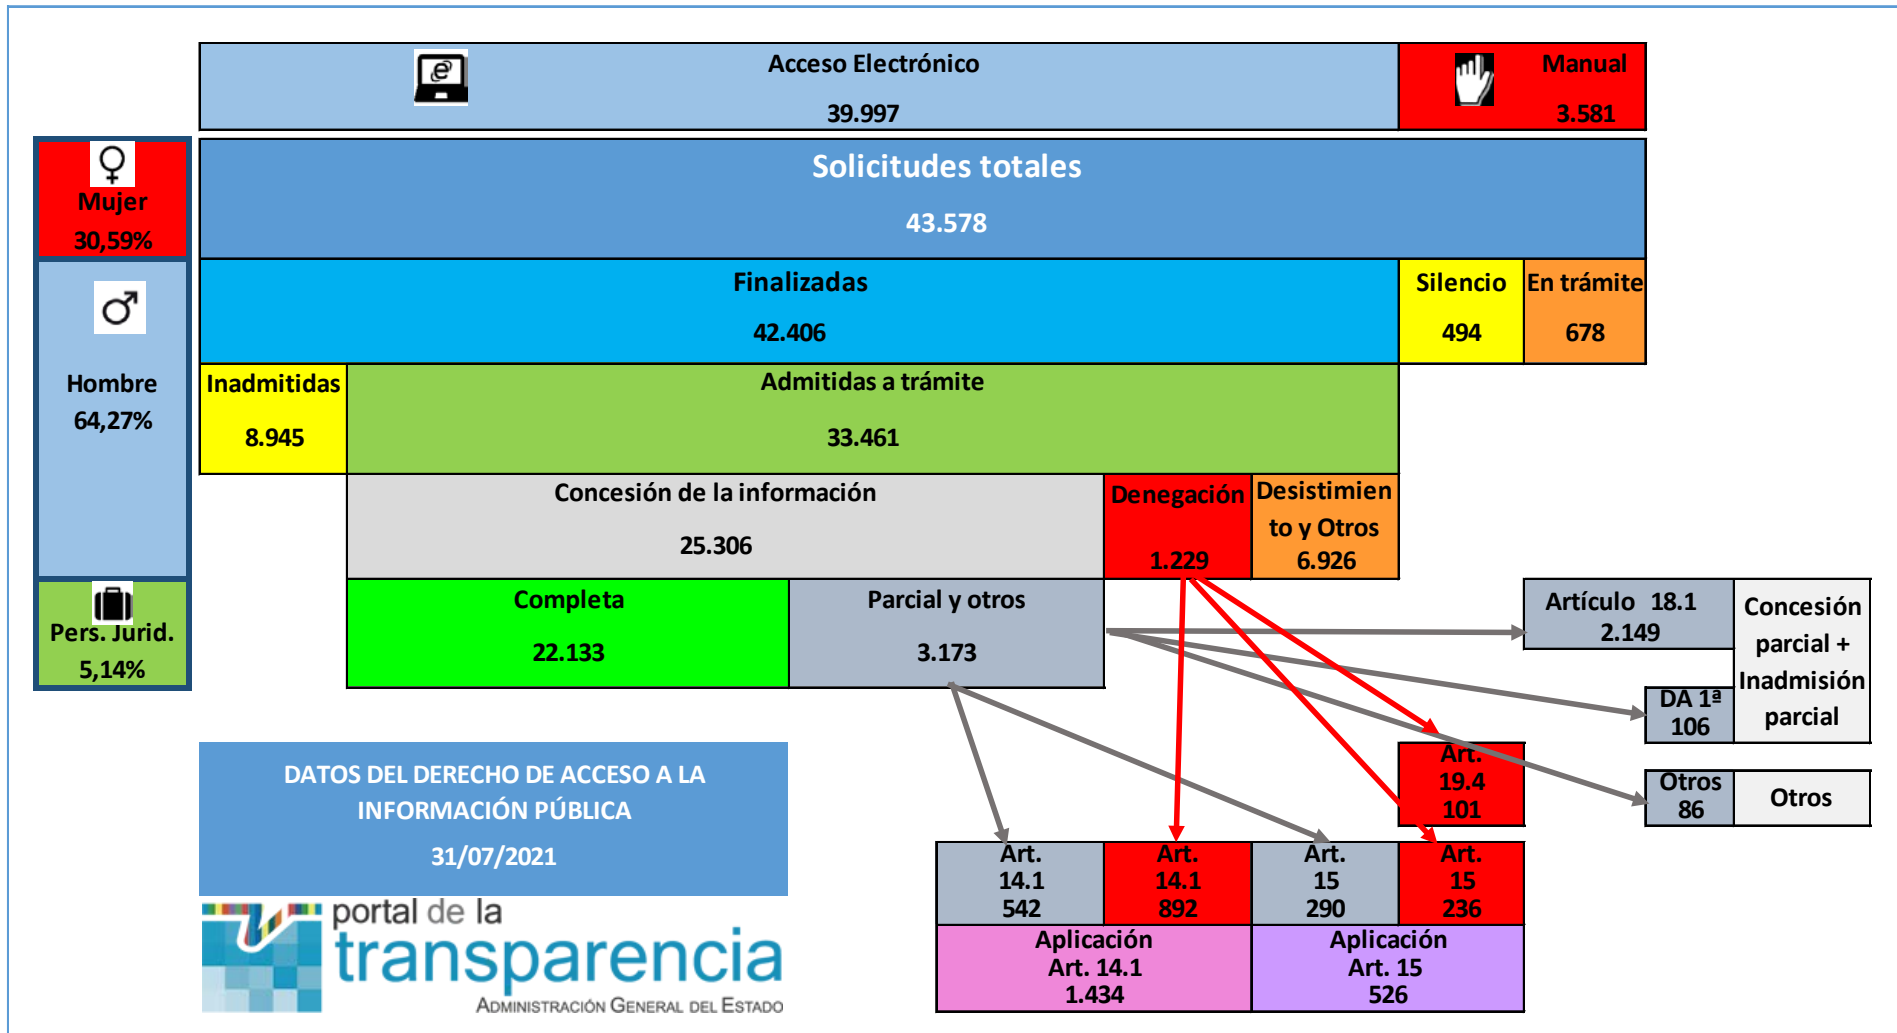 Acceso Electrónico
39.997
Manual
3.581
Mujer
30,59%
Solicitudes totales
43.578
Hombre
64,27%
Finalizadas
42.406
Silencio
494
En trámite
678
Inadmitidas
8.945
Admitidas a trámite
33.461
Concesión de la información
25.306
Denegación
1.229
Desistimien
to y Otros
6.926
Pers. Jurid.
5,14%
Completa
22.133
Parcial y otros
3.173
Artículo 18.1
2.149
Concesión
parcial +
Inadmisión
parcial
DA 1ª
106
Otros
86
Otros
Art.
19.4
101
DATOS DEL DERECHO DE ACCESO A LA
INFORMACIÓN PÚBLICA
31/07/2021
Art.
14.1
542
Art.
14.1
892
Art.
15
290
Art.
15
236
Aplicación
Art. 14.1
1.434
Aplicación
Art. 15
526
portal de la
transparencia
ADMINISTRACIÓN GENERAL DEL ESTADO